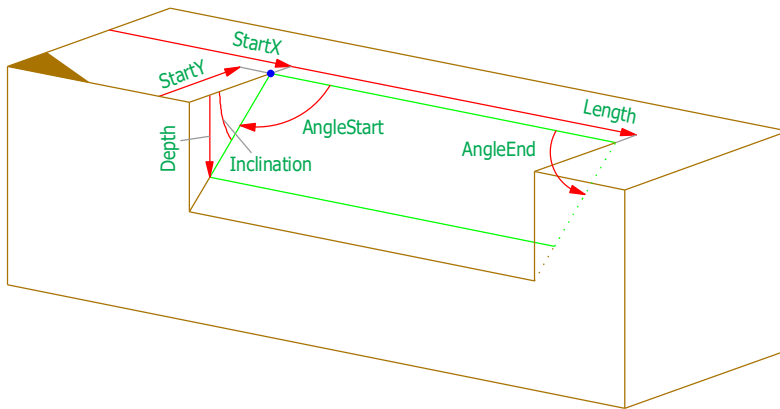 StartX
StartY
Length
AngleStart
Depth
Inclination
AngleEnd